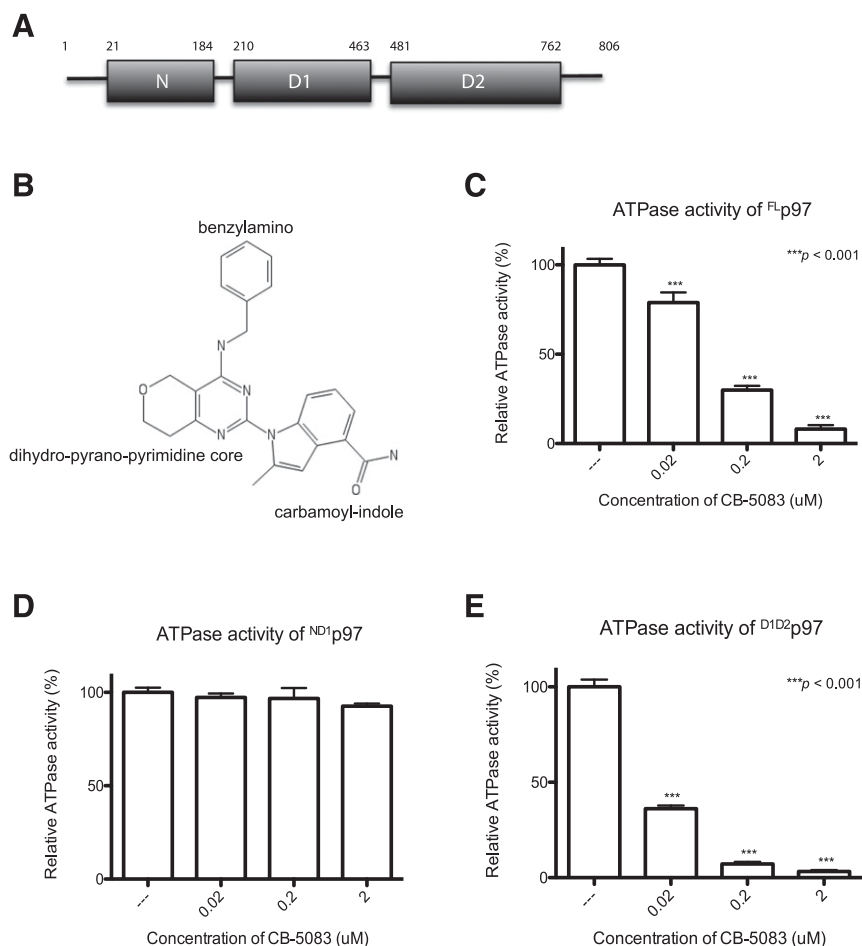 A
1 21 184 210 463 481 762 806
N D1 D2
B
benzylamino
N
O
N
N
N
N
O
dihydro-pyrano-pyrimidine core
carbamoyl-indole
C
ATPase activity of FLp97
***p < 0.001
Relative ATPase activity (%)
100
50
0
***
***
***
--- 0.02 0.2 2
Concentration of CB-5083 (uM)
D
ATPase activity of ND1p97
Relative ATPase activity (%)
100
50
0
--- 0.02 0.2 2
Concentration of CB-5083 (uM)
E
ATPase activity of D1D2p97
***p < 0.001
Relative ATPase activity (%)
100
50
0
***
***
***
--- 0.02 0.2 2
Concentration of CB-5083 (uM)